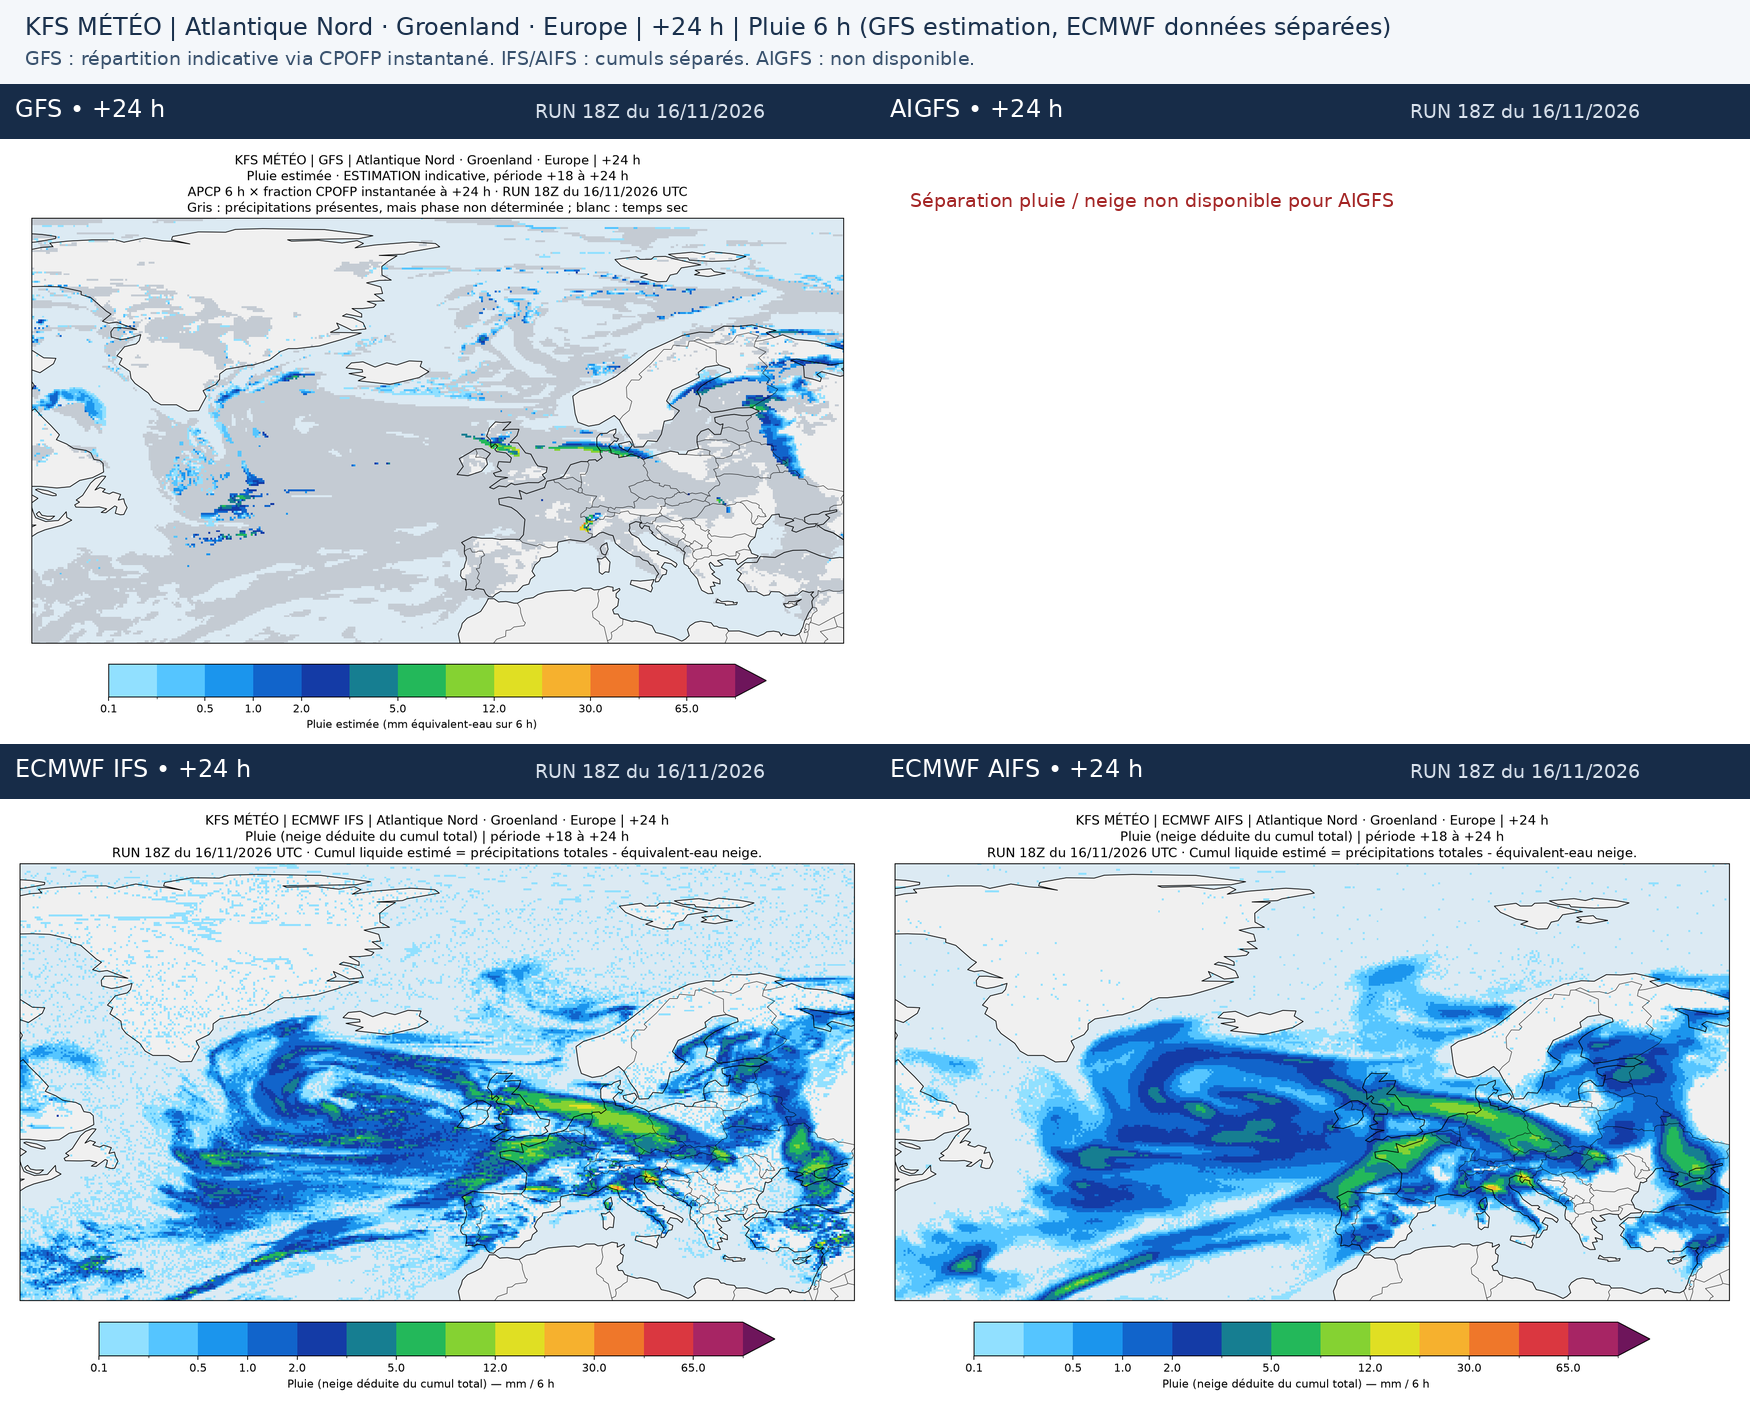 KFS MÉTÉO | Atlantique Nord · Groenland · Europe | +24 h | Pluie 6 h (GFS estimation, ECMWF données séparées)
GFS : répartition indicative via CPOFP instantané. IFS/AIFS : cumuls séparés. AIGFS : non disponible.
GFS • +24 h
RUN 18Z du 16/11/2026
AIGFS • +24 h
RUN 18Z du 16/11/2026
KFS MÉTÉO | GFS | Atlantique Nord · Groenland · Europe | +24 h
Pluie estimée · ESTIMATION indicative, période +18 à +24 h
APCP 6 h × fraction CPOFP instantanée à +24 h · RUN 18Z du 16/11/2026 UTC
Gris : précipitations présentes, mais phase non déterminée ; blanc : temps sec
Séparation pluie / neige non disponible pour AIGFS
0.1 0.5 1.0 2.0 5.0 12.0 30.0 65.0
Pluie estimée (mm équivalent-eau sur 6 h)
ECMWF IFS • +24 h
RUN 18Z du 16/11/2026
ECMWF AIFS • +24 h
RUN 18Z du 16/11/2026
KFS MÉTÉO | ECMWF IFS | Atlantique Nord · Groenland · Europe | +24 h
Pluie (neige déduite du cumul total) | période +18 à +24 h
RUN 18Z du 16/11/2026 UTC · Cumul liquide estimé = précipitations totales - équivalent-eau neige.
0.1 0.5 1.0 2.0 5.0 12.0 30.0 65.0
Pluie (neige déduite du cumul total) — mm / 6 h
KFS MÉTÉO | ECMWF AIFS | Atlantique Nord · Groenland · Europe | +24 h
Pluie (neige déduite du cumul total) | période +18 à +24 h
RUN 18Z du 16/11/2026 UTC · Cumul liquide estimé = précipitations totales - équivalent-eau neige.
0.1 0.5 1.0 2.0 5.0 12.0 30.0 65.0
Pluie (neige déduite du cumul total) — mm / 6 h